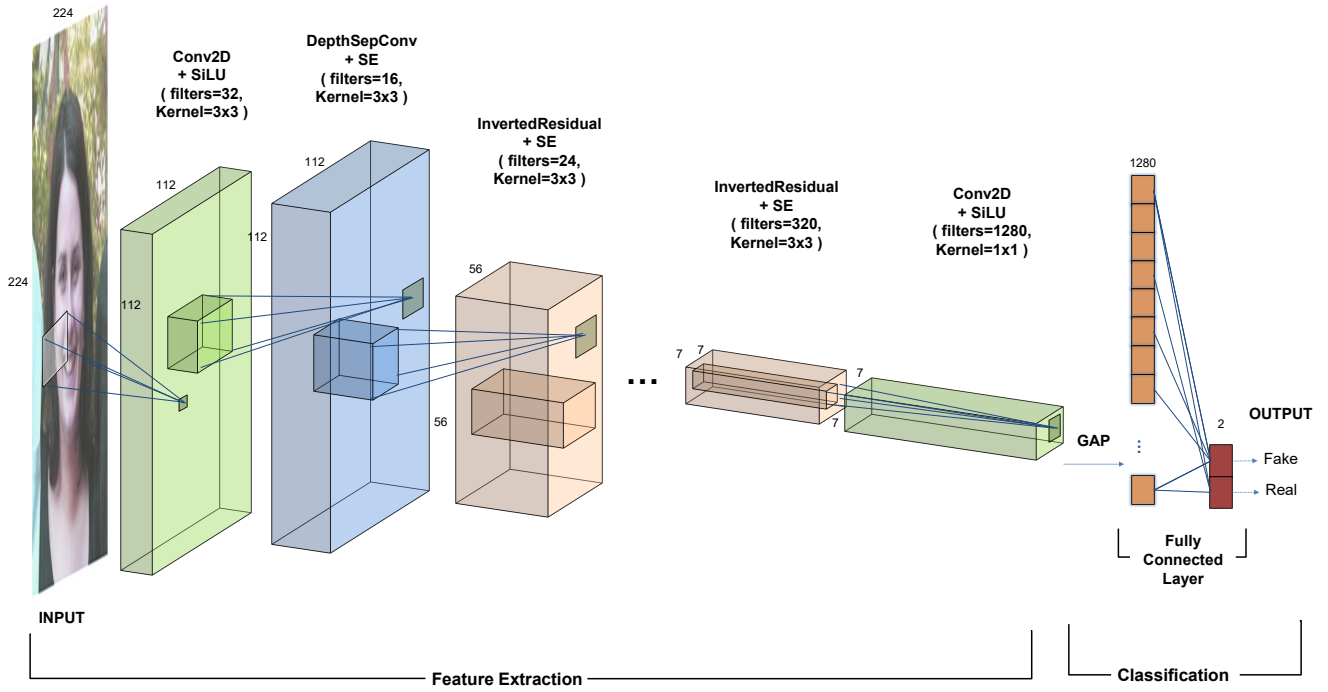 224
224
INPUT
Conv2D
+ SiLU
( filters=32,
Kernel=3x3 )
112
112
DepthSepConv
+ SE
( filters=16,
Kernel=3x3 )
112
112
InvertedResidual
+ SE
( filters=24,
Kernel=3x3 )
56
56
...
InvertedResidual
+ SE
( filters=320,
Kernel=3x3 )
7
7
Conv2D
+ SiLU
( filters=1280,
Kernel=1x1 )
7
7
GAP
1280
...
2
OUTPUT
Fake
Real
Fully
Connected
Layer
Feature Extraction
Classification